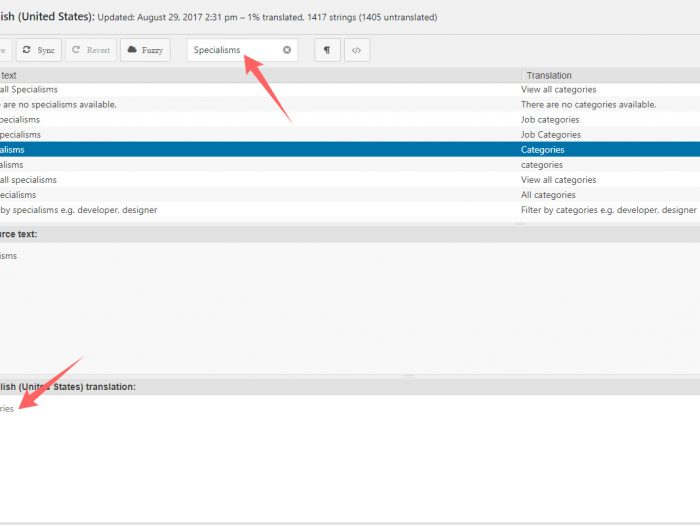 lish (United States): Updated: August 29, 2017 2:31 pm – 1% translated, 1417 strings (1405 untranslated)
Sync Revert Fuzzy Specialisms ¶ </>
text Translation
all Specialisms View all categories
are no specialisms available. There are no categories available.
pecialisms Job categories
pecialisms Job Categories
alisms Categories
alisms categories
all specialisms View all categories
ecialisms All categories
by specialisms e.g. developer, designer Filter by categories e.g. developer, designer
urce text:
isms
lish (United States) translation:
ries